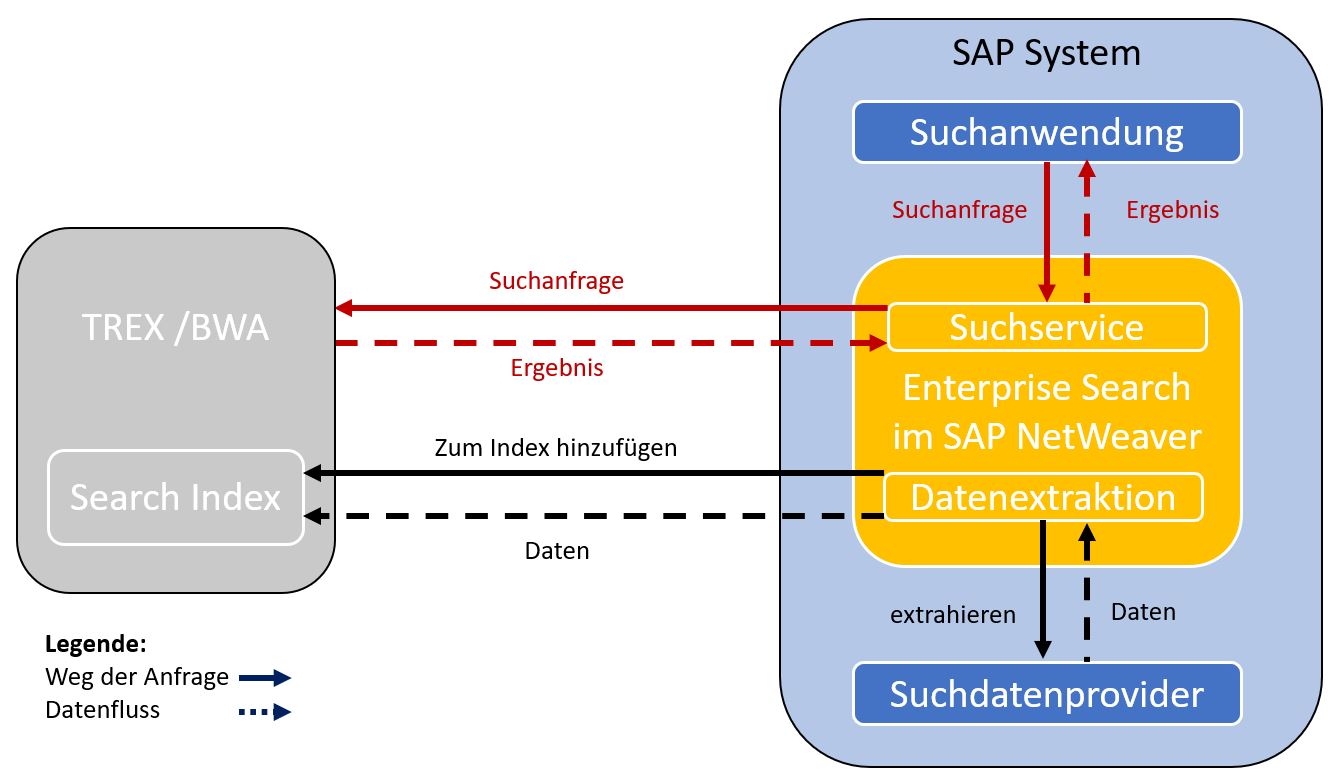 SAP System
Suchanwendung
Suchanfrage
Ergebnis
Suchanfrage
TREX /BWA
Suchservice
Ergebnis
Enterprise Search
im SAP NetWeaver
Zum Index hinzufügen
Search Index
Datenextraktion
Daten
extrahieren
Daten
Legende:
Weg der Anfrage
Datenfluss
Suchdatenprovider